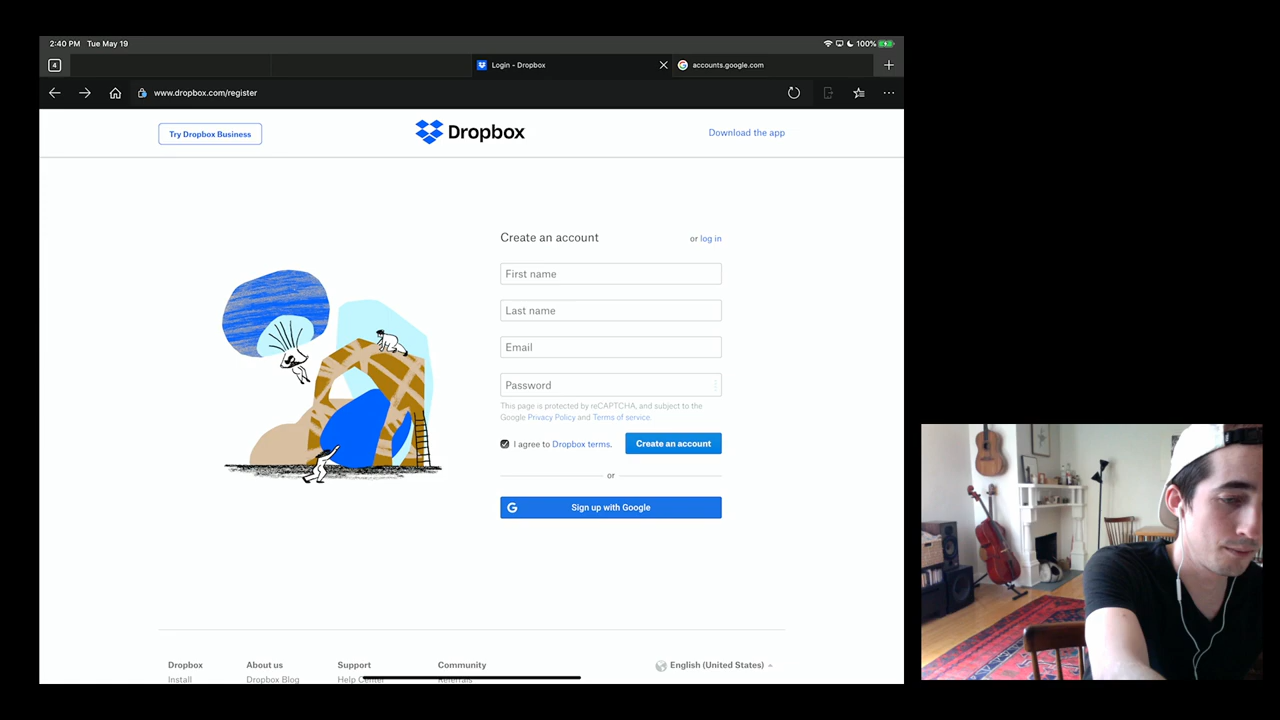 2:40 PM Tue May 19
100%
4
Login - Dropbox
accounts.google.com
www.dropbox.com/register
Try Dropbox Business
Dropbox
Download the app
Create an account
or log in
First name
Last name
Email
Password
This page is protected by reCAPTCHA, and subject to the
Google Privacy Policy and Terms of service.
I agree to Dropbox terms.
Create an account
or
G
Sign up with Google
Dropbox
About us
Support
Community
English (United States)
Install
Dropbox Blog
Help Center
Referrals